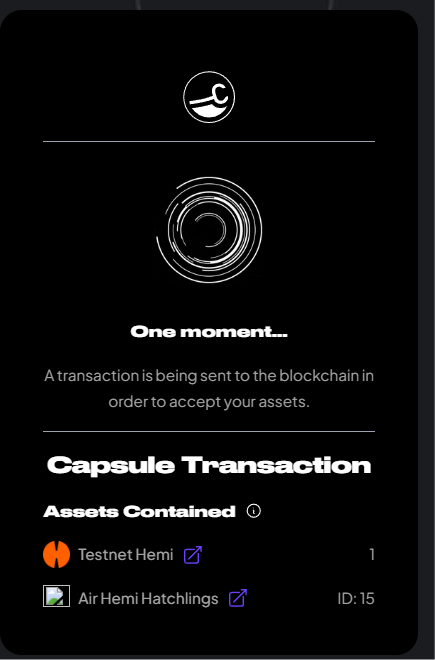 One moment...
A transaction is being sent to the blockchain in
order to accept your assets.
Capsule Transaction
Assets Contained
Testnet Hemi 1
Air Hemi Hatchlings ID: 15